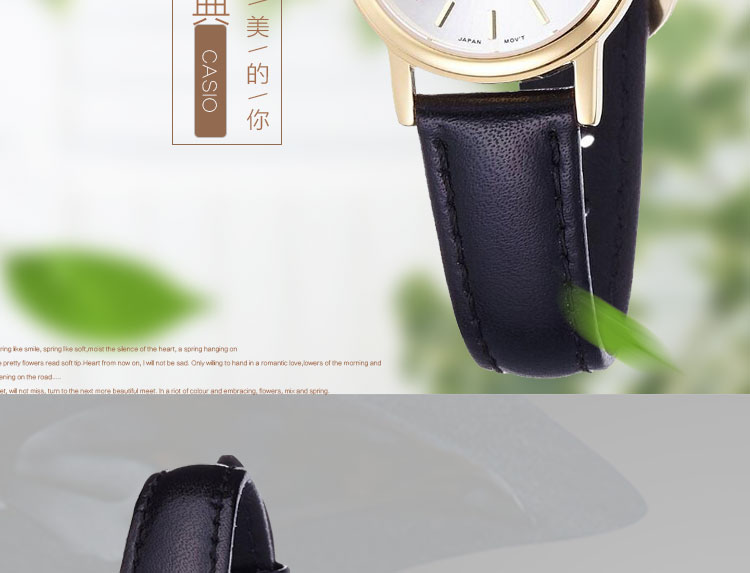 典
CASIO
美/的/你
JAPAN MOV'T
ring like smile, spring like soft,moist the silence of the heart, a spring hanging on
pretty flowers read soft tip Heart from now on, I will not be sad. Only wiling to hand in a romantic love,lowers of the morning and
ening on the road.....
et, will not miss, turn to the next more beautiful meet. In a riot of colour and embracing, flowers, mix and spring.